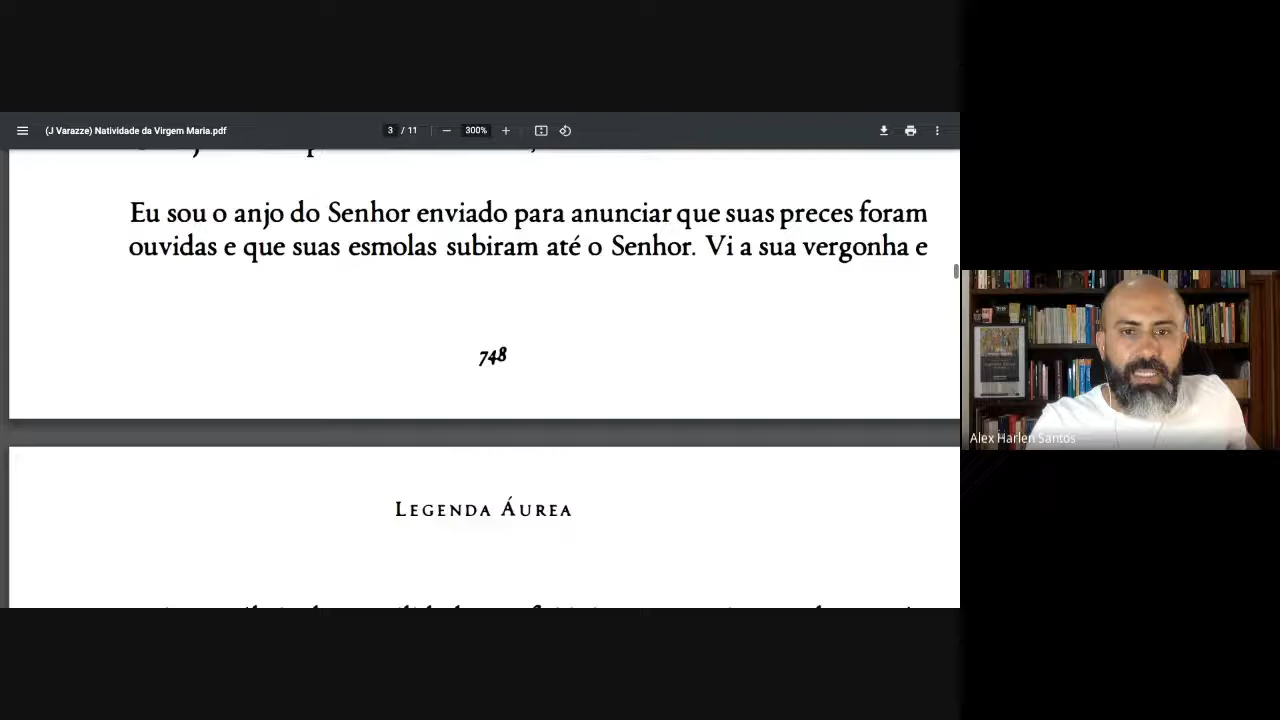 (J Varazze) Natividade da Virgem Maria.pdf
3 / 11
300%
Eu sou o anjo do Senhor enviado para anunciar que suas preces foram
ouvidas e que suas esmolas subiram até o Senhor. Vi a sua vergonha e
748
LEGENDA ÁUREA
Alex Harlen Santos